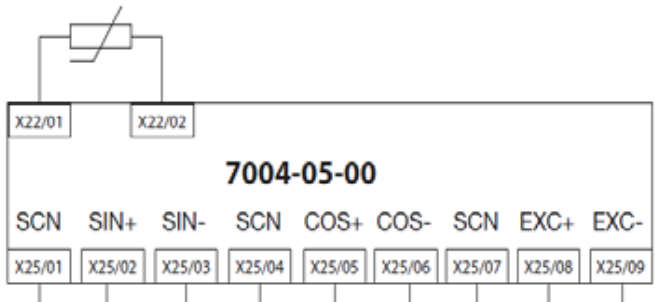 X22/01 X22/02
7004-05-00
SCN SIN+ SIN- SCN COS+ COS- SCN EXC+ EXC-
X25/01 X25/02 X25/03 X25/04 X25/05 X25/06 X25/07 X25/08 X25/09